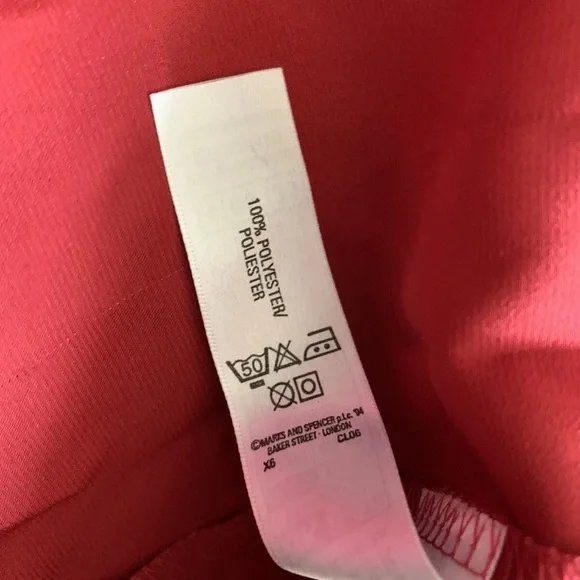 100% POLYESTER/
POLIESTER
50
©MARKS AND SPENCER p.l.c. '94
BAKER STREET · LONDON
X6 CL06